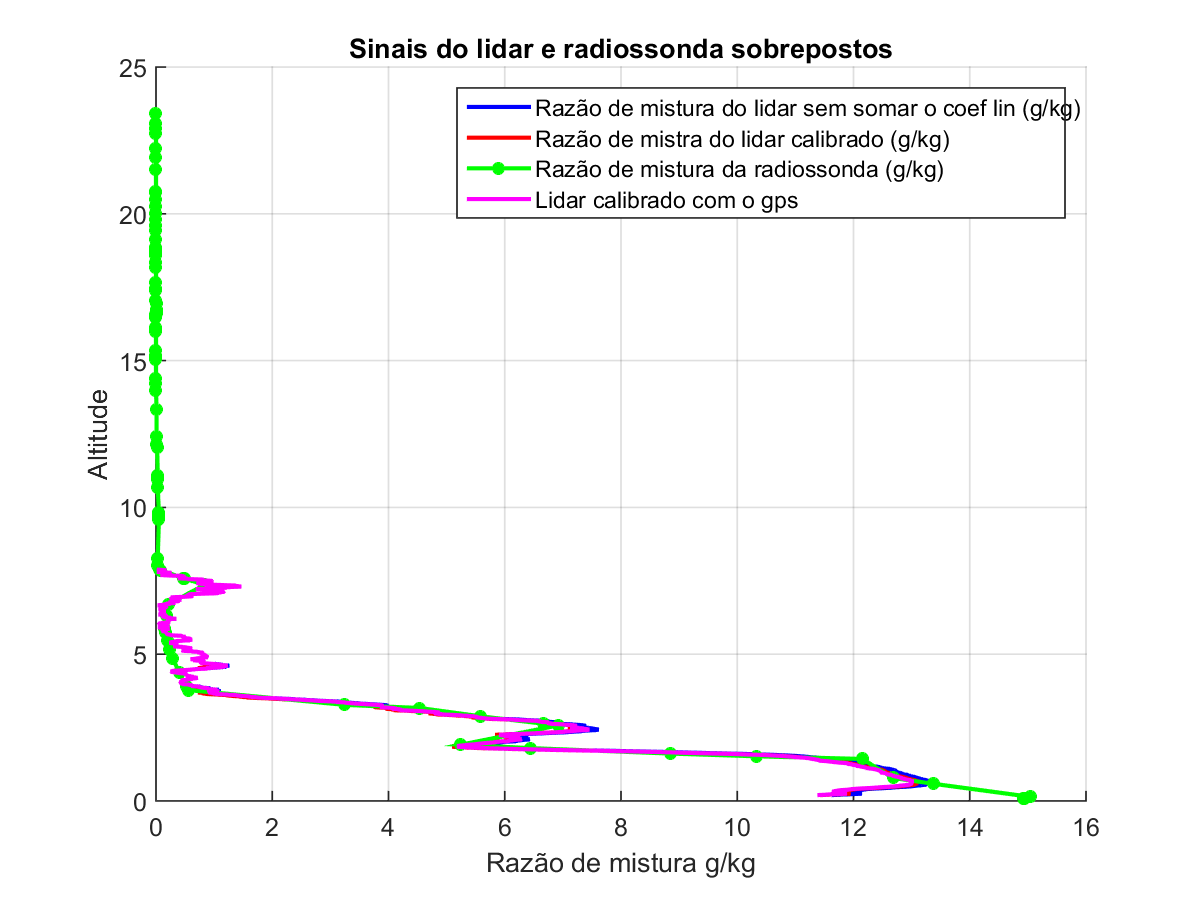 Sinais do lidar e radiossonda sobrepostos
25
20
15
10
5
0
Altitude
Razão de mistura do lidar sem somar o coef lin (g/kg)
Razão de mistra do lidar calibrado (g/kg)
Razão de mistura da radiossonda (g/kg)
Lidar calibrado com o gps
0 2 4 6 8 10 12 14 16
Razão de mistura g/kg